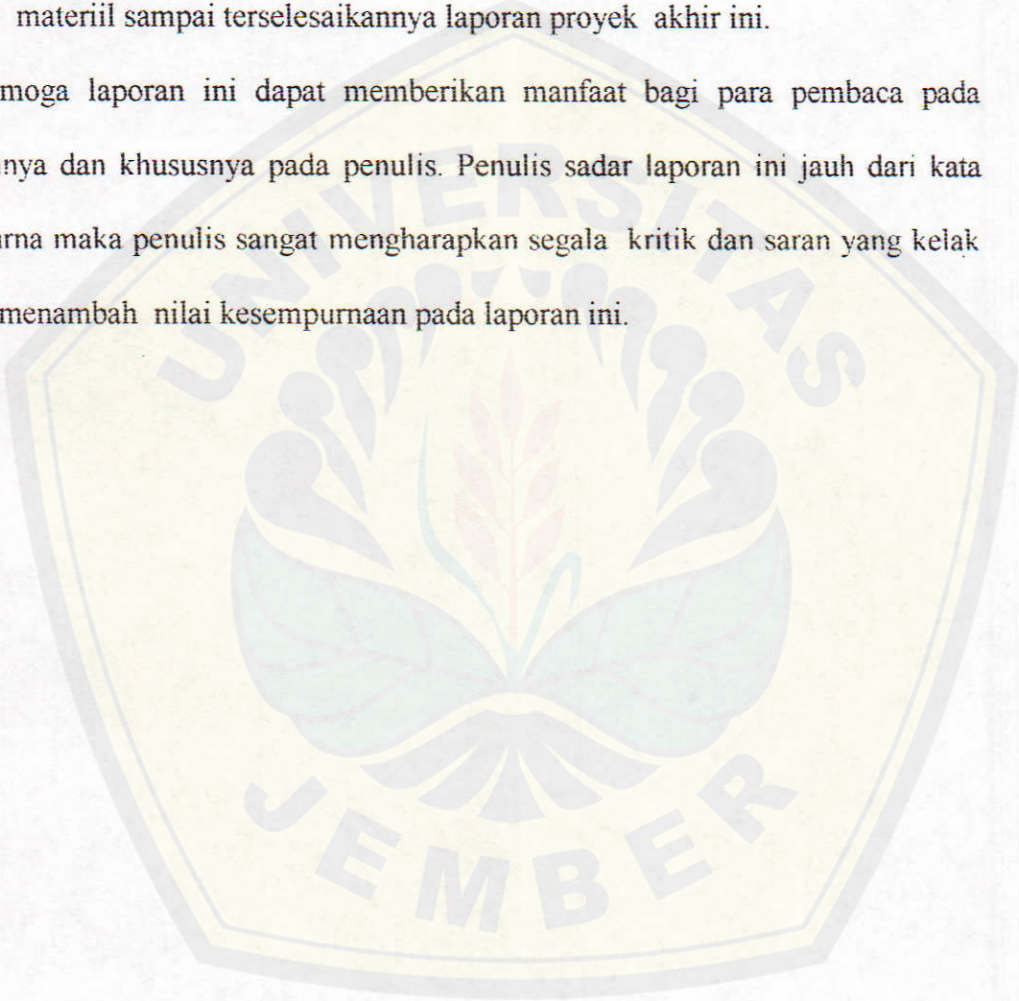 materiil sampai terselesaikannya laporan proyek akhir ini.
moga laporan ini dapat memberikan manfaat bagi para pembaca pada
nya dan khususnya pada penulis. Penulis sadar laporan ini jauh dari kata
rna maka penulis sangat mengharapkan segala kritik dan saran yang kelak
menambah nilai kesempurnaan pada laporan ini.
UNIVERSITAS
JEMBER